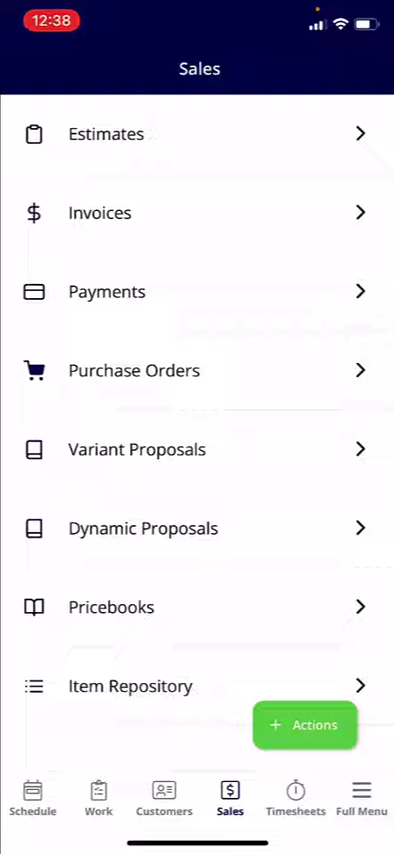 12:38
Sales
Estimates
Invoices
Payments
Purchase Orders
Variant Proposals
Dynamic Proposals
Pricebooks
Item Repository
+ Actions
Schedule Work Customers Sales Timesheets Full Menu